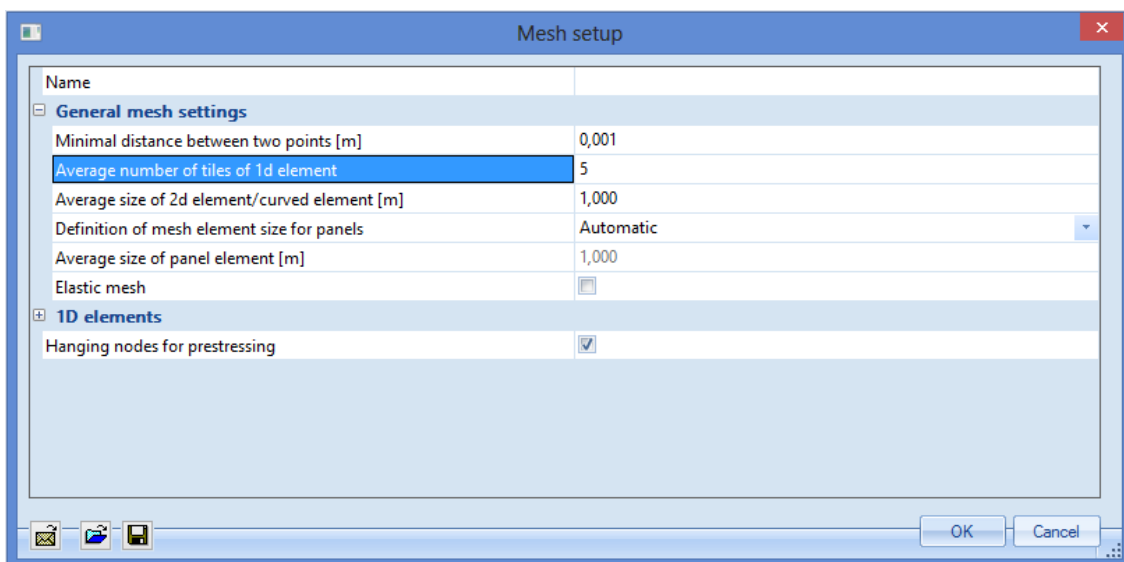 Mesh setup
Name
General mesh settings
Minimal distance between two points [m] 0,001
Average number of tiles of 1d element 5
Average size of 2d element/curved element [m] 1,000
Definition of mesh element size for panels Automatic
Average size of panel element [m] 1,000
Elastic mesh
1D elements
Hanging nodes for prestressing
OK Cancel